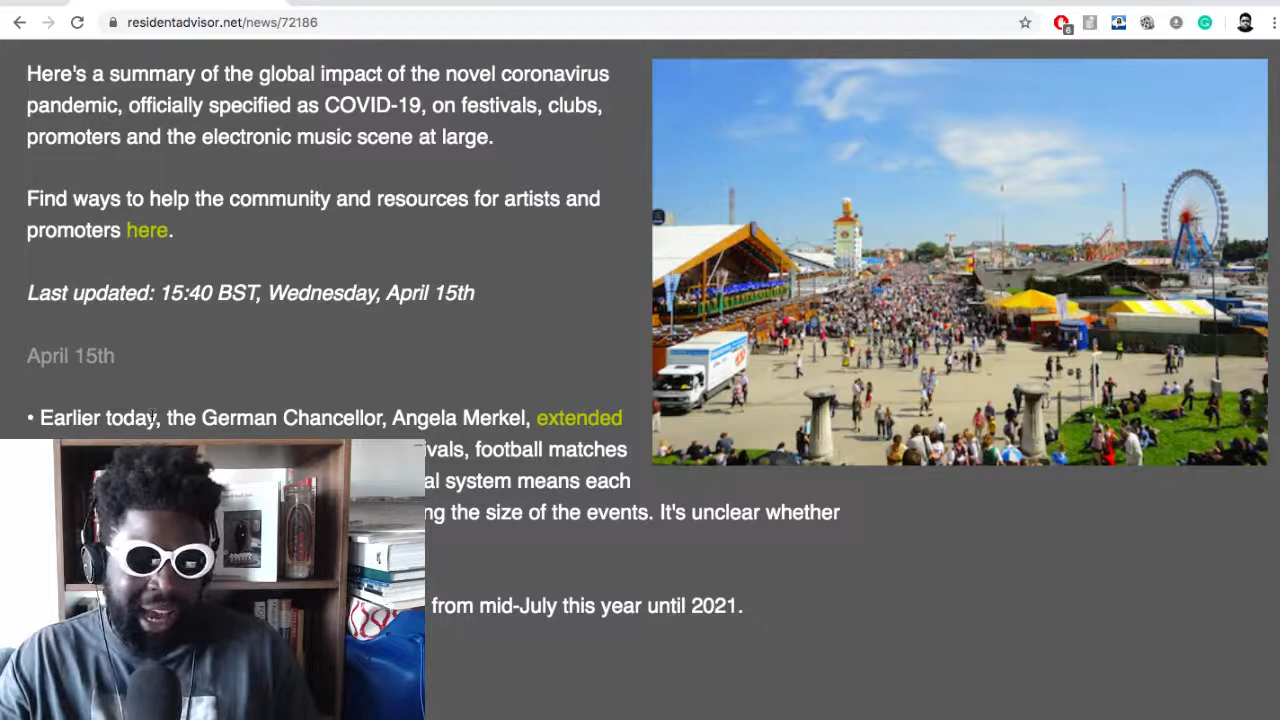 residentadvisor.net/news/72186
6
Here's a summary of the global impact of the novel coronavirus
pandemic, officially specified as COVID-19, on festivals, clubs,
promoters and the electronic music scene at large.
Find ways to help the community and resources for artists and
promoters here.
Last updated: 15:40 BST, Wednesday, April 15th
April 15th
• Earlier today, the German Chancellor, Angela Merkel, extended
ivals, football matches
al system means each
ng the size of the events. It's unclear whether
from mid-July this year until 2021.